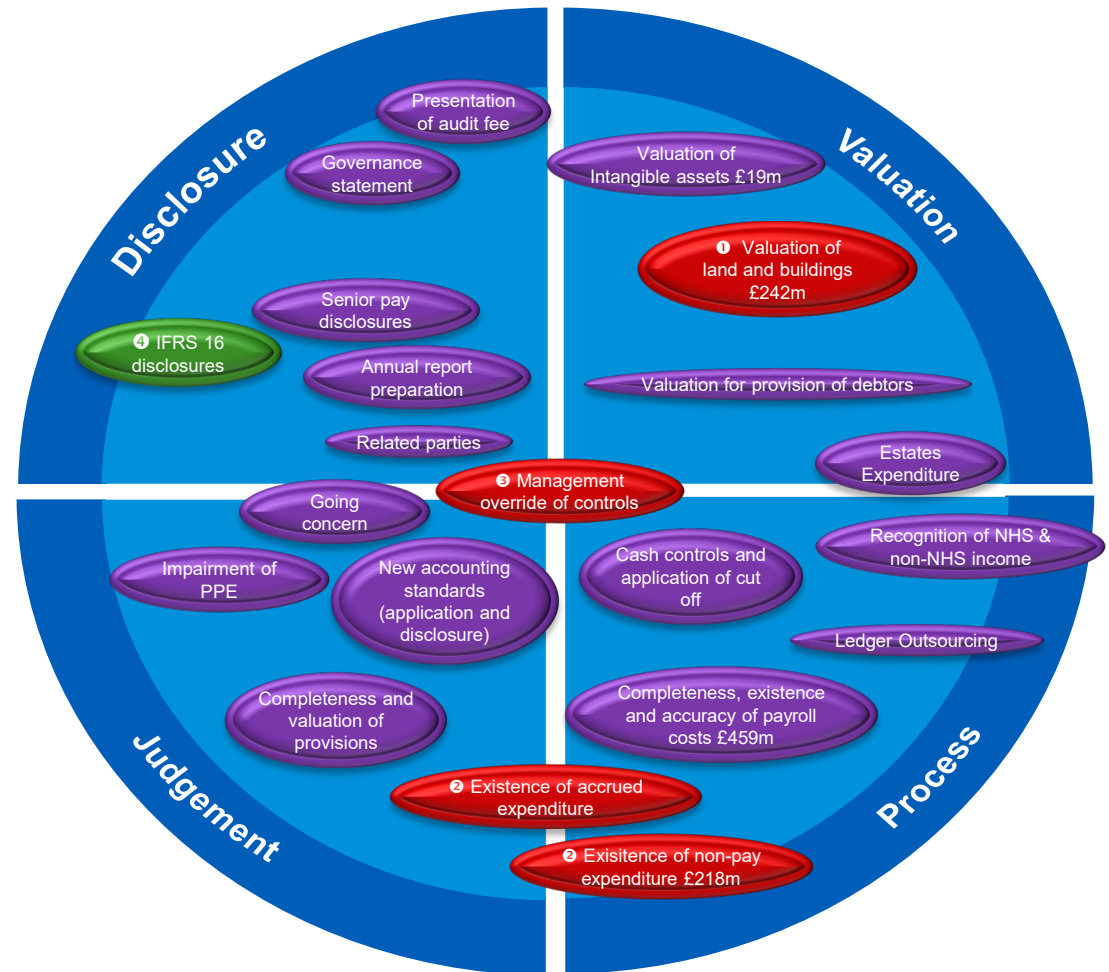 Disclosure
Presentation
of audit fee
Governance
statement
Senior pay
disclosures
❹ IFRS 16
disclosures
Annual report
preparation
Related parties
Valuation
Valuation of
Intangible assets £19m
❶ Valuation of
land and buildings
£242m
Valuation for provision of debtors
Estates
Expenditure
❸ Management
override of controls
Going
concern
Impairment of
PPE
New accounting
standards
(application and
disclosure)
Completeness and
valuation of
provisions
Judgement
❷ Existence of accrued
expenditure
Cash controls and
application of cut
off
Recognition of NHS &
non-NHS income
Ledger Outsourcing
Completeness, existence
and accuracy of payroll
costs £459m
Process
❷ Exisitence of non-pay
expenditure £218m